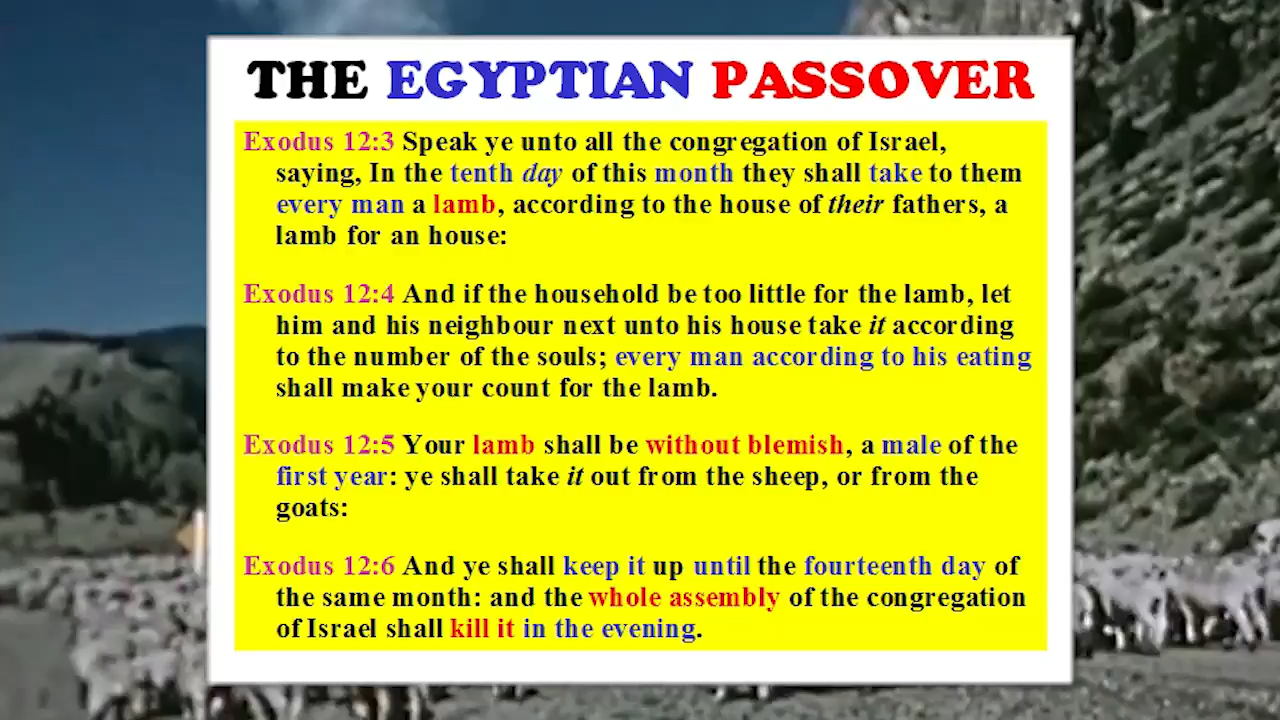 THE EGYPTIAN PASSOVER
Exodus 12:3 Speak ye unto all the congregation of Israel,
saying, In the tenth day of this month they shall take to them
every man a lamb, according to the house of their fathers, a
lamb for an house:
Exodus 12:4 And if the household be too little for the lamb, let
him and his neighbour next unto his house take it according
to the number of the souls; every man according to his eating
shall make your count for the lamb.
Exodus 12:5 Your lamb shall be without blemish, a male of the
first year: ye shall take it out from the sheep, or from the
goats:
Exodus 12:6 And ye shall keep it up until the fourteenth day of
the same month: and the whole assembly of the congregation
of Israel shall kill it in the evening.